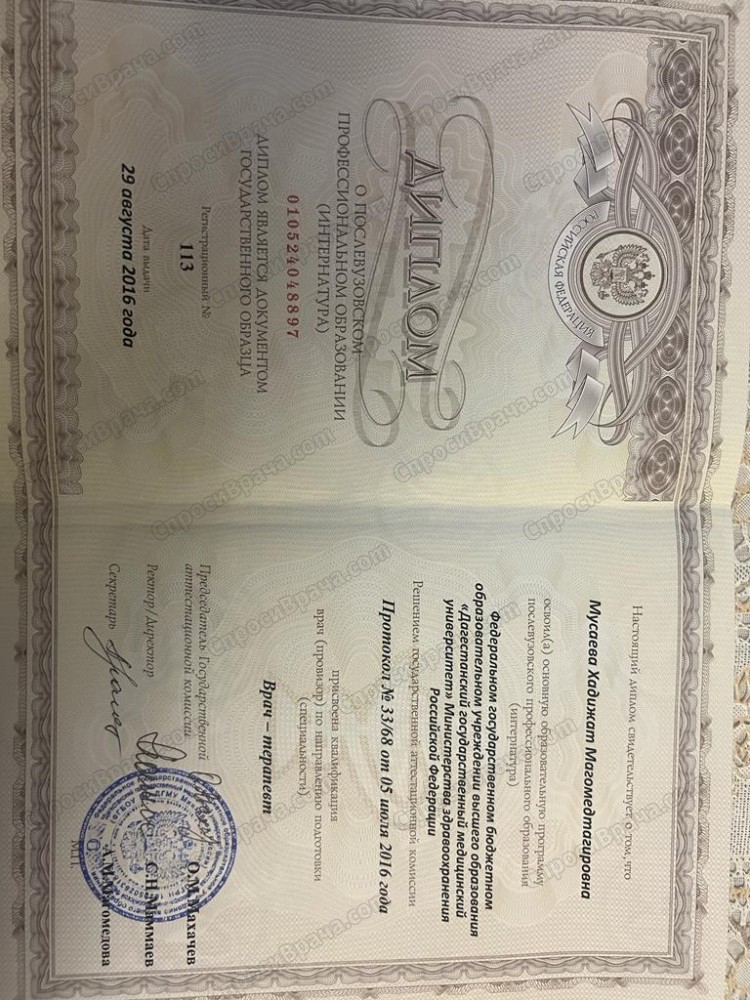 РОССИЙСКАЯ ФЕДЕРАЦИЯ
ДИПЛОМ
О ПОСЛЕВУЗОВСКОМ
ПРОФЕССИОНАЛЬНОМ ОБРАЗОВАНИИ
(ИНТЕРНАТУРА)
010524048897
ДИПЛОМ ЯВЛЯЕТСЯ ДОКУМЕНТОМ
ГОСУДАРСТВЕННОГО ОБРАЗЦА
Регистрационный №
113
Дата выдачи
29 августа 2016 года
Настоящий диплом свидетельствует о том, что
Мусаева Хадижат Магомедтагировна
освоил(а) основную образовательную программу
послевузовского профессионального образования
(интернатура)
Федеральном государственном бюджетном
образовательном учреждении высшего образования
«Дагестанский государственный медицинский
университет» Министерства здравоохранения
Российской Федерации
Решением государственной аттестационной комиссии
Протокол № 33/68 от 05 июля 2016 года
присвоена квалификация
врач (провизор) по направлению подготовки
(специальности)
Врач – терапевт
Председатель Государственной
аттестационной комиссии
О.М.Махачев
Ректор/Директор
Секретарь
А.М.Магомедова
М.П.
СпросиВрача.com